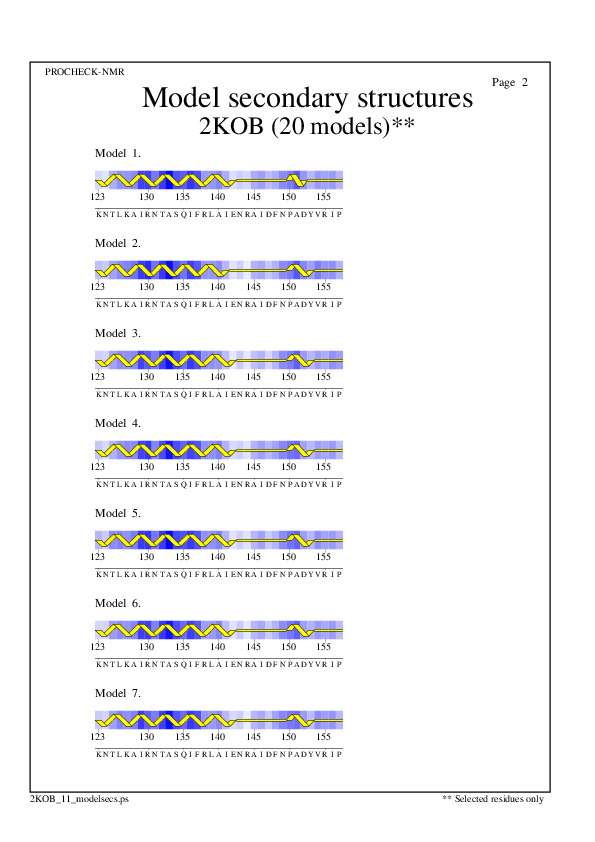 PROCHECK-NMR
Page 2
Model secondary structures
2KOB (20 models)**
Model 1.
123 130 135 140 145 150 155
KNTLKAIRNTASQIFRLAIENRAIDFNPADYVRIP
Model 2.
123 130 135 140 145 150 155
KNTLKAIRNTASQIFRLAIENRAIDFNPADYVRIP
Model 3.
123 130 135 140 145 150 155
KNTLKAIRNTASQIFRLAIENRAIDFNPADYVRIP
Model 4.
123 130 135 140 145 150 155
KNTLKAIRNTASQIFRLAIENRAIDFNPADYVRIP
Model 5.
123 130 135 140 145 150 155
KNTLKAIRNTASQIFRLAIENRAIDFNPADYVRIP
Model 6.
123 130 135 140 145 150 155
KNTLKAIRNTASQIFRLAIENRAIDFNPADYVRIP
Model 7.
123 130 135 140 145 150 155
KNTLKAIRNTASQIFRLAIENRAIDFNPADYVRIP
2KOB_11_modelsecs.ps
** Selected residues only